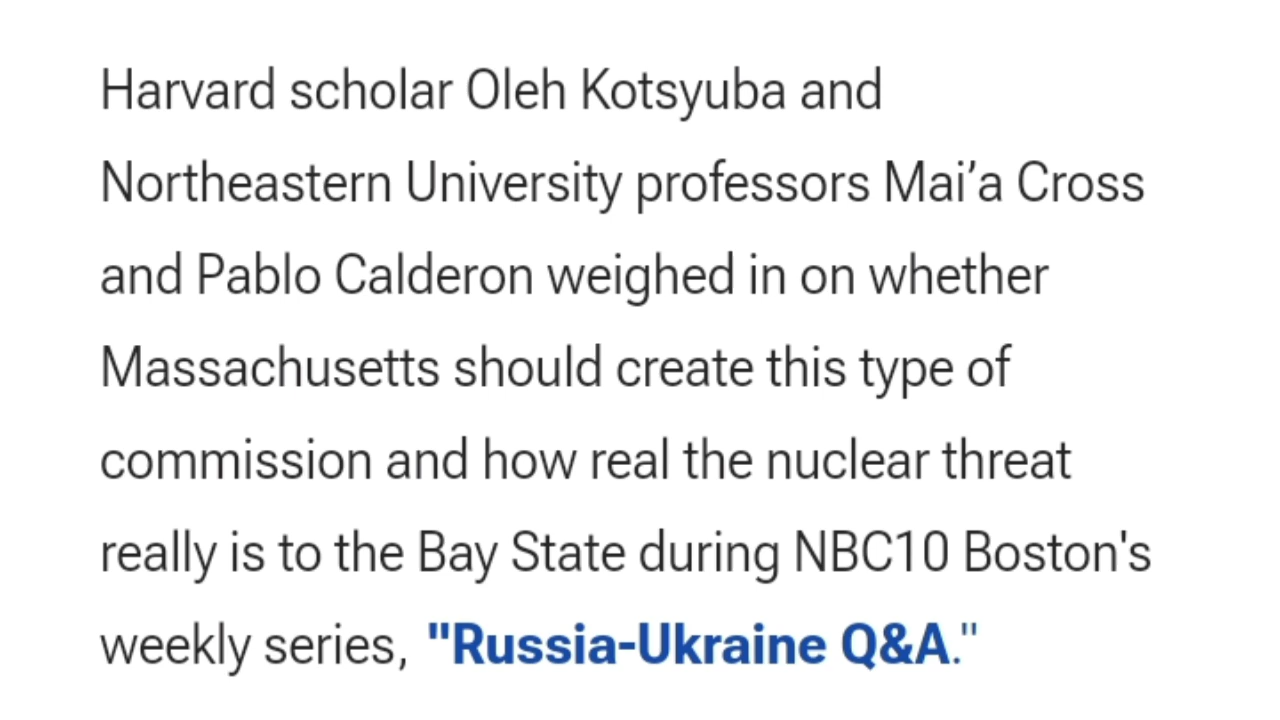 Harvard scholar Oleh Kotsyuba and
Northeastern University professors Mai’a Cross
and Pablo Calderon weighed in on whether
Massachusetts should create this type of
commission and how real the nuclear threat
really is to the Bay State during NBC10 Boston's
weekly series, "Russia-Ukraine Q&A."